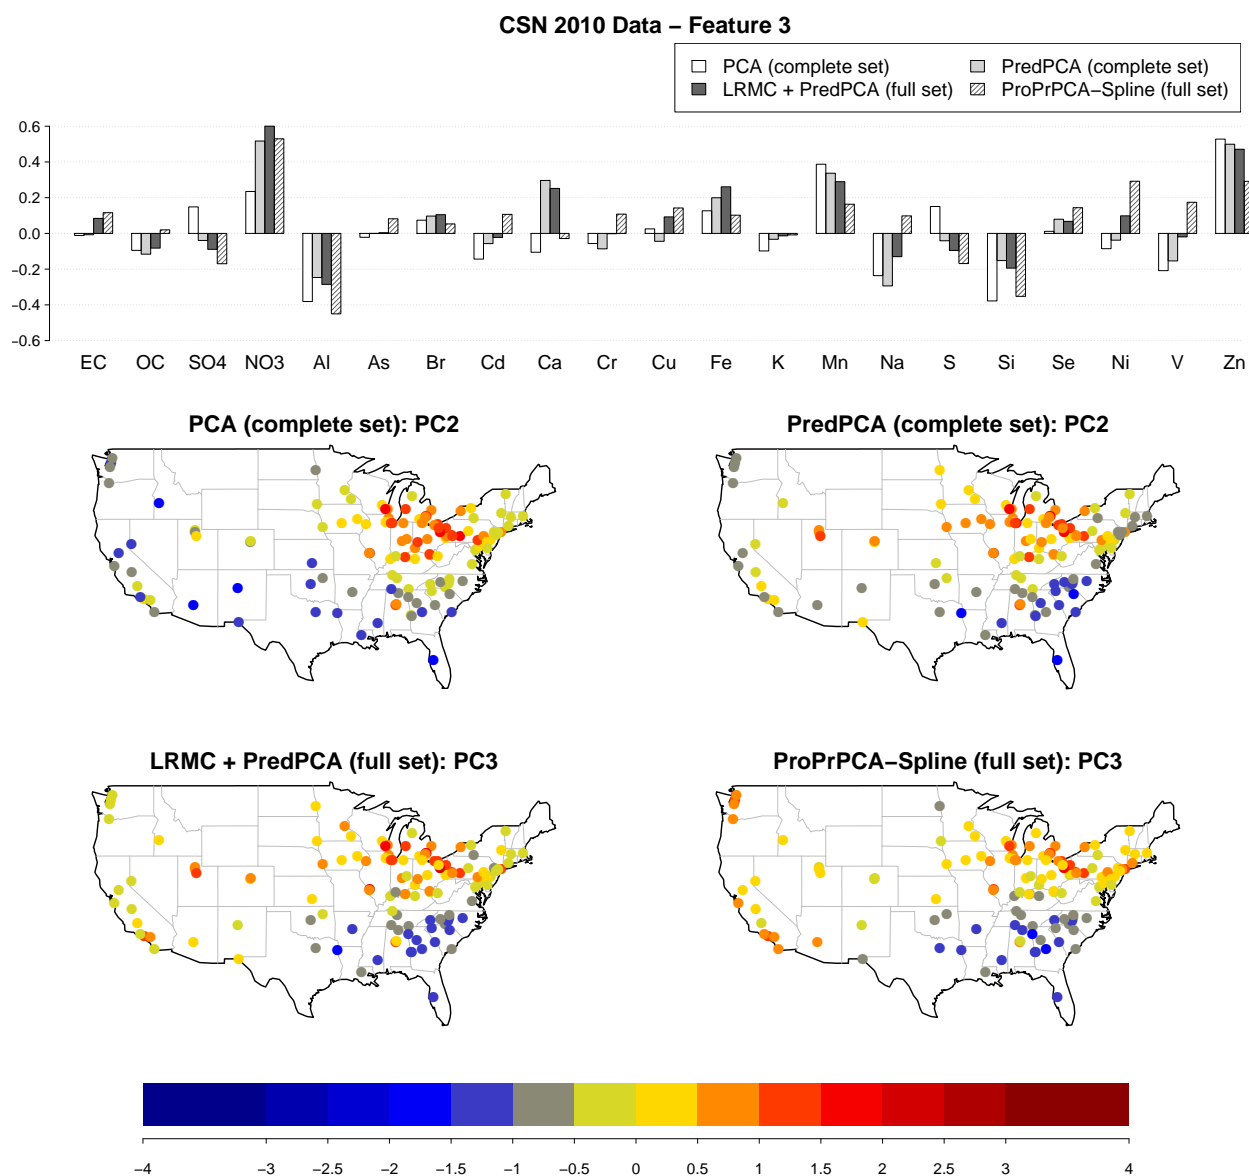 CSN 2010 Data − Feature 3
PCA (complete set) PredPCA (complete set)
LRMC + PredPCA (full set) ProPrPCA−Spline (full set)
0.6
0.4
0.2
0.0
−0.2
−0.4
−0.6
EC OC SO4 NO3 Al As Br Cd Ca Cr Cu Fe K Mn Na S Si Se Ni V Zn
PCA (complete set): PC2 PredPCA (complete set): PC2
LRMC + PredPCA (full set): PC3 ProPrPCA−Spline (full set): PC3
−4 −3 −2.5 −2 −1.5 −1 −0.5 0 0.5 1 1.5 2 2.5 3 4